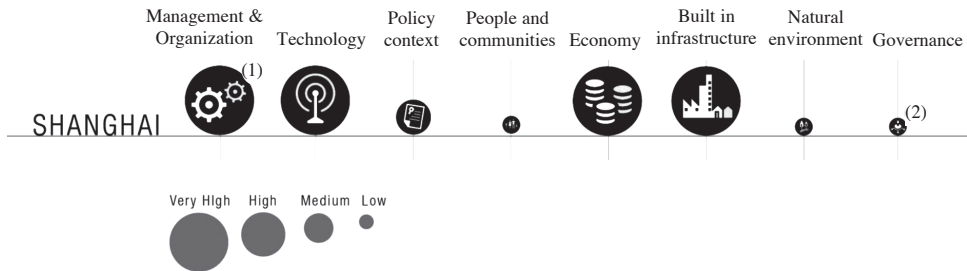 Management &
Organization
Technology
Policy
context
People and
communities
Economy
Built in
infrastructure
Natural
environment
Governance
(1)
P
(2)
SHANGHAI
Very HIgh
High
Medium
Low